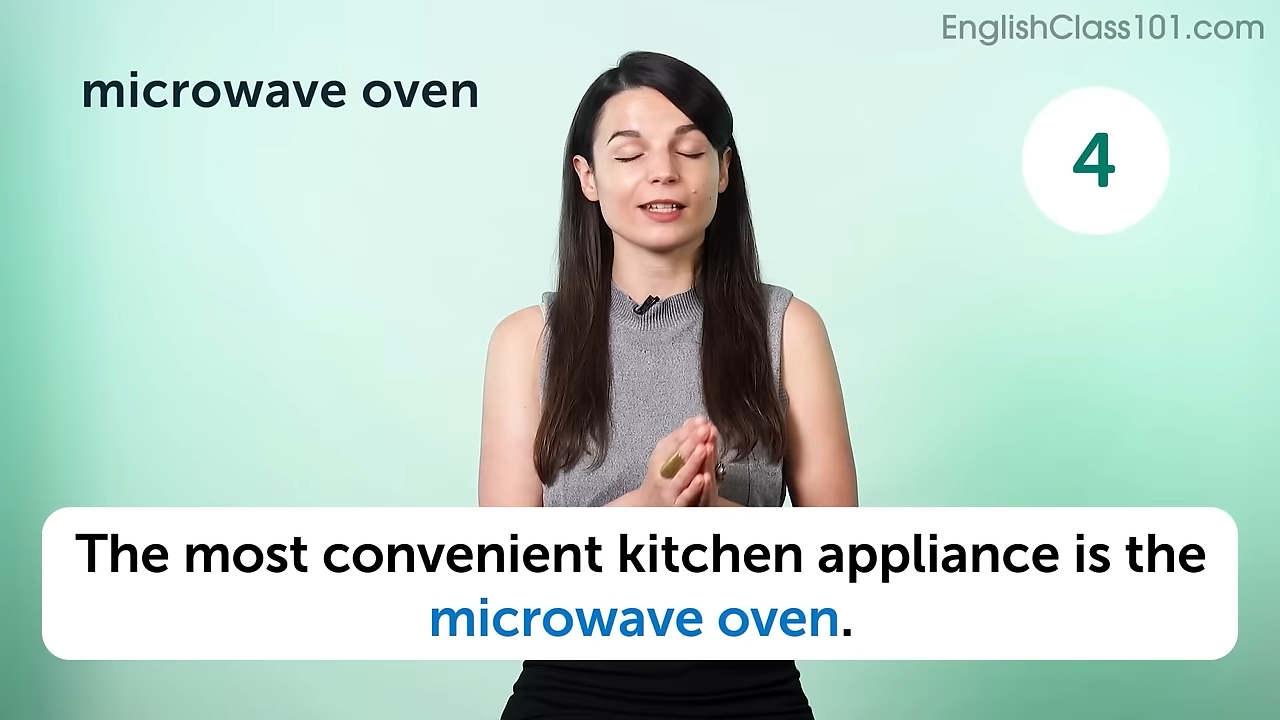 EnglishClass101.com
microwave oven
4
The most convenient kitchen appliance is the
microwave oven.